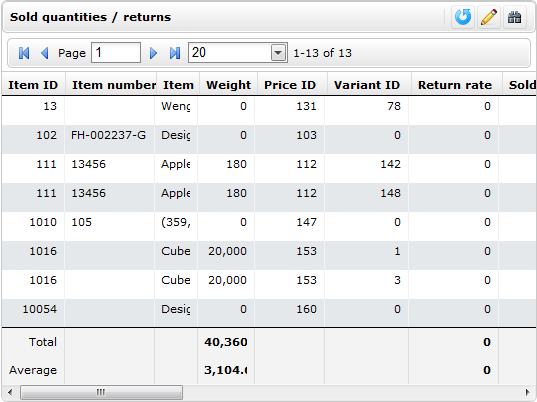 Sold quantities / returns
Page 1 20 1-13 of 13
Item ID Item number Item Weight Price ID Variant ID Return rate Sold
13 Weng 0 131 78 0
102 FH-002237-G Desig 0 103 0 0
111 13456 Apple 180 112 142 0
111 13456 Apple 180 112 148 0
1010 105 (359, 0 147 0 0
1016 Cube 20,000 153 1 0
1016 Cube 20,000 153 3 0
10054 Desig 0 160 0 0
Total 40,360 0
Average 3,104.6 0